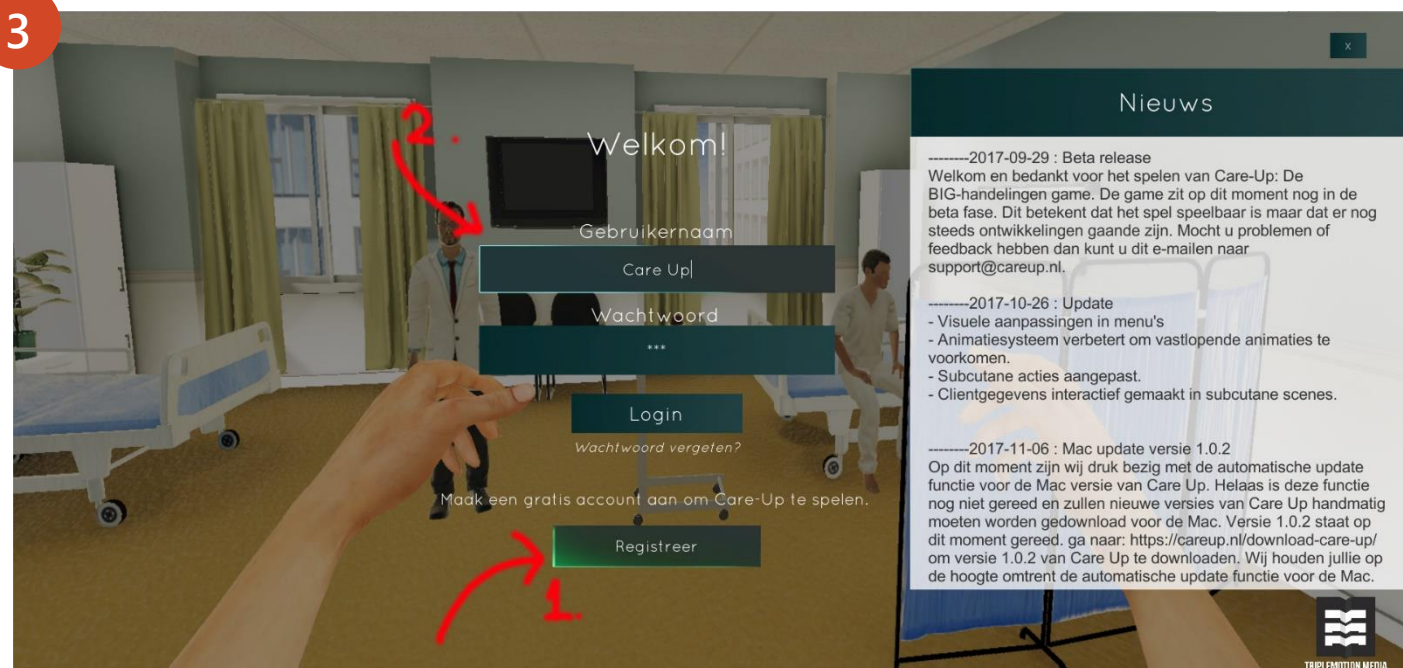 3
x
2.
Welkom!
Gebruikernaam
Care Up
Wachtwoord
***
Login
Wachtwoord vergeten?
Maak een gratis account aan om Care-Up te spelen.
Registreer
1.
Nieuws
--------2017-09-29 : Beta release
Welkom en bedankt voor het spelen van Care-Up: De
BIG-handelingen game. De game zit op dit moment nog in de
beta fase. Dit betekent dat het spel speelbaar is maar dat er nog
steeds ontwikkelingen gaande zijn. Mocht u problemen of
feedback hebben dan kunt u dit e-mailen naar
support@careup.nl.
--------2017-10-26 : Update
- Visuele aanpassingen in menu's
- Animatiesysteem verbetert om vastlopende animaties te
voorkomen.
- Subcutane acties aangepast.
- Clientgegevens interactief gemaakt in subcutane scenes.
--------2017-11-06 : Mac update versie 1.0.2
Op dit moment zijn wij druk bezig met de automatische update
functie voor de Mac versie van Care Up. Helaas is deze functie
nog niet gereed en zullen nieuwe versies van Care Up handmatig
moeten worden gedownload voor de Mac. Versie 1.0.2 staat op
dit moment gereed. ga naar: https://careup.nl/download-care-up/
om versie 1.0.2 van Care Up te downloaden. Wij houden jullie op
de hoogte omtrent de automatische update functie voor de Mac.
TRIPLEMOTION MEDIA